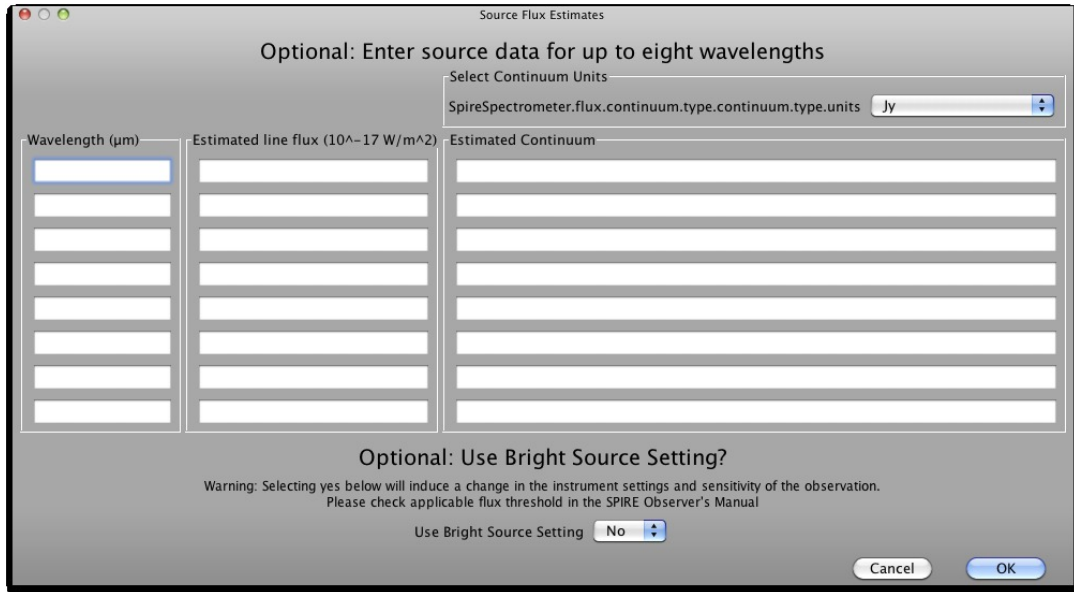 Source Flux Estimates
Optional: Enter source data for up to eight wavelengths
Select Continuum Units
SpireSpectrometer.flux.continuum.type.continuum.type.units Jy
Wavelength (μm) Estimated line flux (10^-17 W/m^2) Estimated Continuum
Optional: Use Bright Source Setting?
Warning: Selecting yes below will induce a change in the instrument settings and sensitivity of the observation.
Please check applicable flux threshold in the SPIRE Observer's Manual
Use Bright Source Setting No
Cancel OK